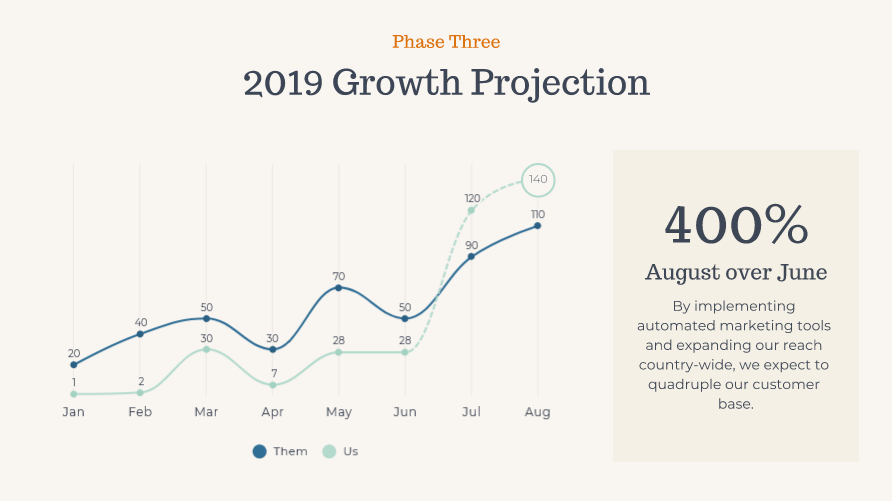 Phase Three
2019 Growth Projection
140
120
110
90
70
50
50
40
30
30
28
28
20
7
1
2
Jan Feb Mar Apr May Jun Jul Aug
Them Us
400%
August over June
By implementing
automated marketing tools
and expanding our reach
country-wide, we expect to
quadruple our customer
base.